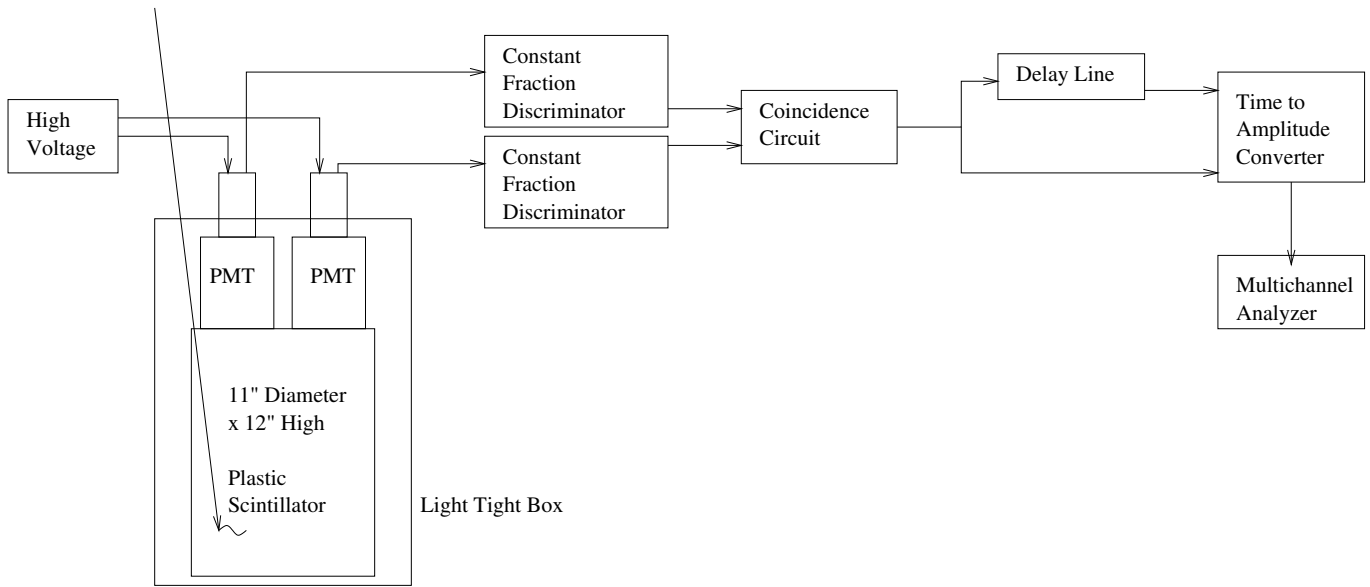 High
Voltage
Constant
Fraction
Discriminator
Constant
Fraction
Discriminator
Coincidence
Circuit
Delay Line
Time to
Amplitude
Converter
Multichannel
Analyzer
PMT
PMT
11" Diameter
x 12" High
Plastic
Scintillator
Light Tight Box